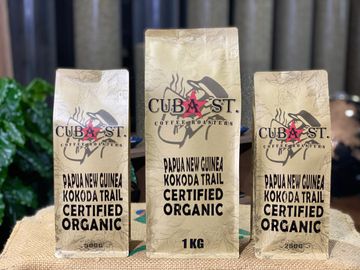 CUBA ST.
COFFEE ROASTERS
PAPUA NEW GUINEA
KOKODA TRAIL
CERTIFIED
ORGANIC
500G
CUBA ST.
COFFEE ROASTERS
PAPUA NEW GUINEA
KOKODA TRAIL
CERTIFIED
ORGANIC
1 KG
CUBA ST.
COFFEE ROASTERS
PAPUA NEW GUINEA
KOKODA TRAIL
CERTIFIED
ORGANIC
250G